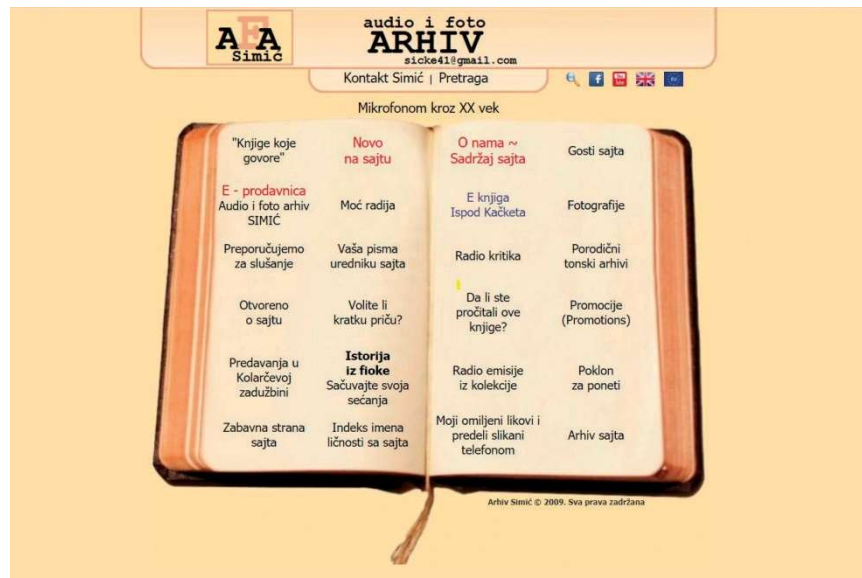 AFA
Simić
audio i foto
ARHIV
sicke41@gmail.com
Kontakt Simić | Pretraga
Mikrofonom kroz XX vek
"Knjige koje
govore"
Novo
na sajtu
O nama ~
Sadržaj sajta
Gosti sajta
E - prodavnica
Audio i foto arhiv
SIMIĆ
Moć radija
E knjiga
Ispod Kačketa
Fotografije
Preporučujemo
za slušanje
Vaša pisma
uredniku sajta
Radio kritika
Porodični
tonski arhivi
Otvoreno
o sajtu
Volite li
kratku priču?
Da li ste
pročitali ove
knjige?
Promocije
(Promotions)
Predavanja u
Kolarčevoj
zadužbini
Istorija
iz fioke
Sačuvajte svoja
sećanja
Radio emisije
iz kolekcije
Poklon
za poneti
Zabavna strana
sajta
Indeks imena
ličnosti sa sajta
Moji omiljeni likovi i
predeli slikani
telefonom
Arhiv sajta
Arhiv Simić © 2009. Sva prava zadržana